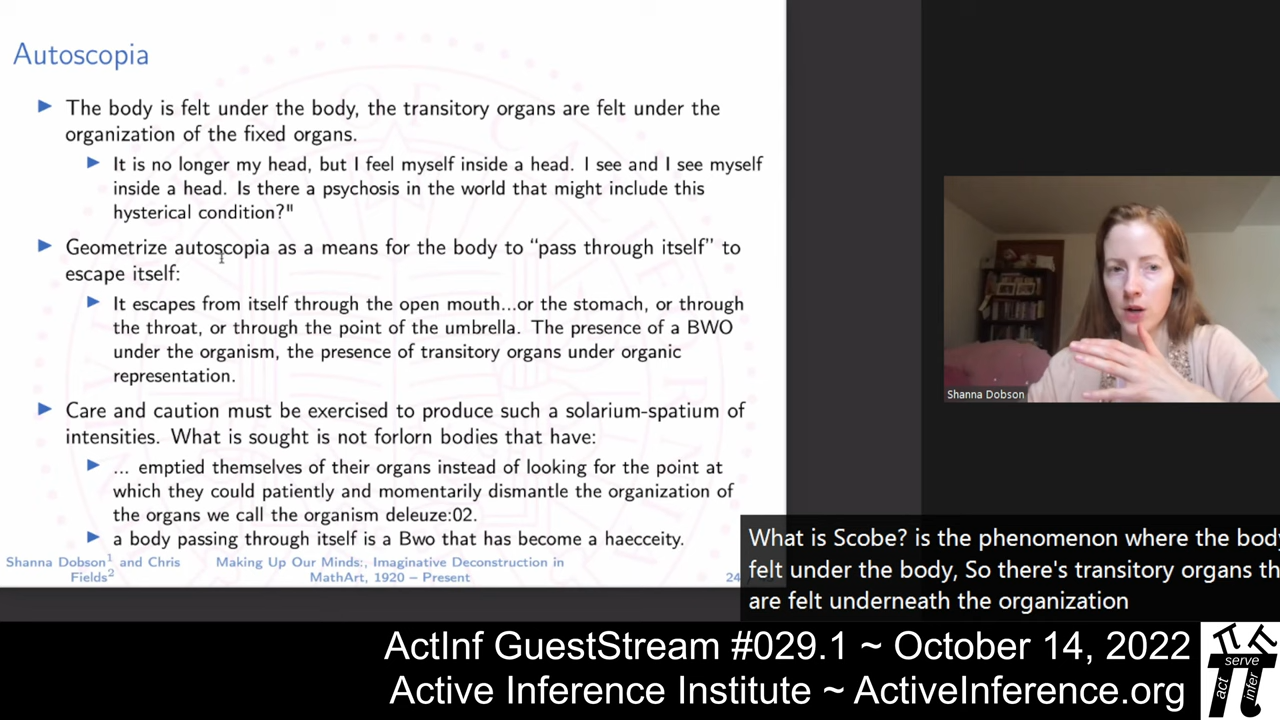 Autoscopia
The body is felt under the body, the transitory organs are felt under the
organization of the fixed organs.
It is no longer my head, but I feel myself inside a head. I see and I see myself
inside a head. Is there a psychosis in the world that might include this
hysterical condition?"
Geometrize autoscopia as a means for the body to “pass through itself” to
escape itself:
It escapes from itself through the open mouth...or the stomach, or through
the throat, or through the point of the umbrella. The presence of a BWO
under the organism, the presence of transitory organs under organic
representation.
Care and caution must be exercised to produce such a solarium-spatium of
intensities. What is sought is not forlorn bodies that have:
... emptied themselves of their organs instead of looking for the point at
which they could patiently and momentarily dismantle the organization of
the organs we call the organism deleuze:02.
a body passing through itself is a Bwo that has become a haecceity.
Shanna Dobson1 and Chris
Fields2
Making Up Our Minds:, Imaginative Deconstruction in
MathArt, 1920 – Present
24
Shanna Dobson
What is Scobe? is the phenomenon where the body
felt under the body, So there's transitory organs th
are felt underneath the organization
ActInf GuestStream #029.1 ~ October 14, 2022
Active Inference Institute ~ ActiveInference.org
serve
act
infer